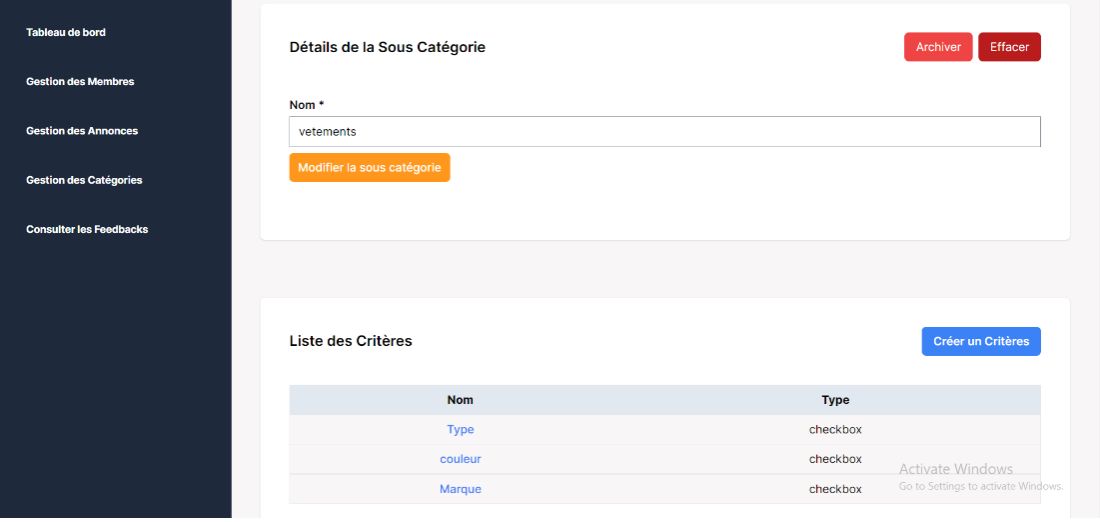 Tableau de bord
Gestion des Membres
Gestion des Annonces
Gestion des Catégories
Consulter les Feedbacks
Détails de la Sous Catégorie
Archiver
Effacer
Nom *
vetements
Modifier la sous catégorie
Liste des Critères
Créer un Critères
Nom Type
Type checkbox
couleur checkbox
Marque checkbox
Activate Windows
Go to Settings to activate Windows.